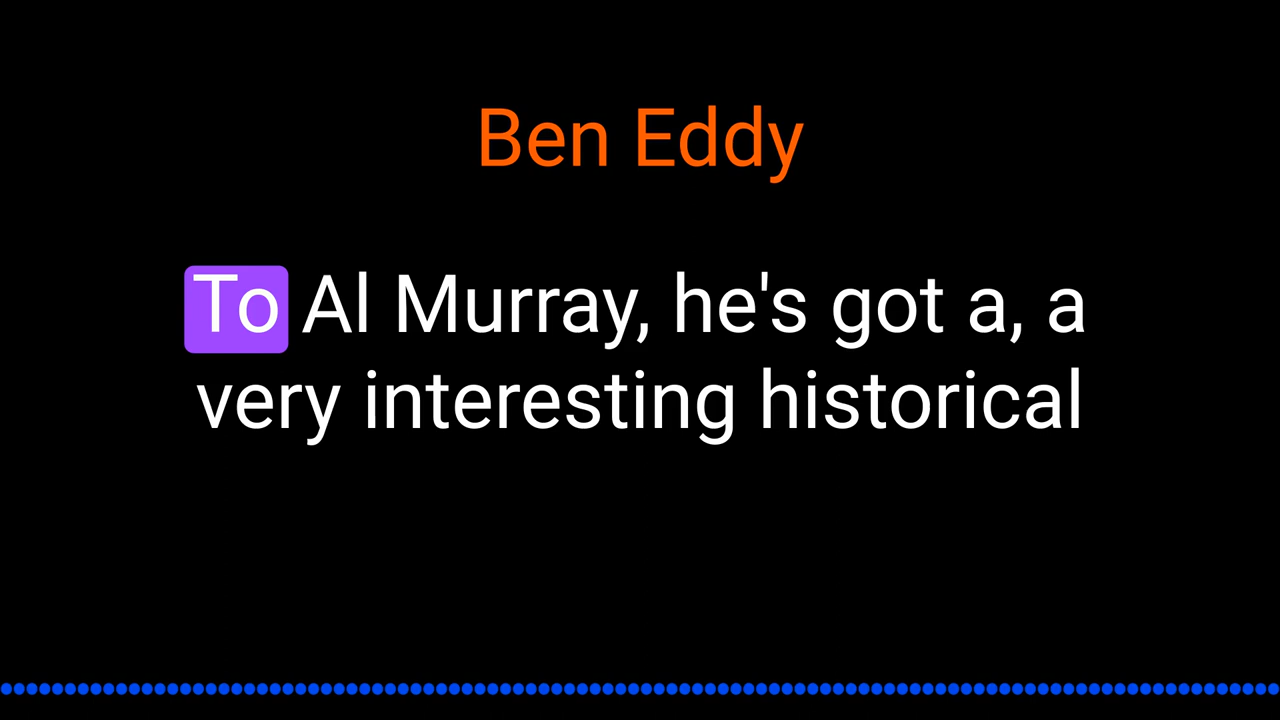 Ben Eddy
To Al Murray, he's got a, a
very interesting historical